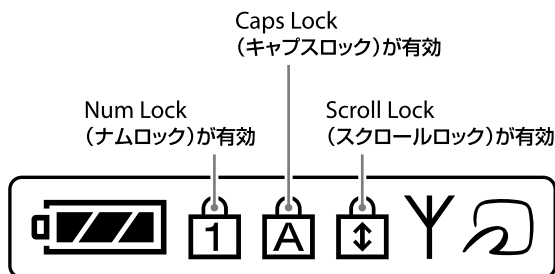 Caps Lock
（キャプスロック）が有効
Num Lock
（ナムロック）が有効
Scroll Lock
（スクロールロック）が有効
1
A